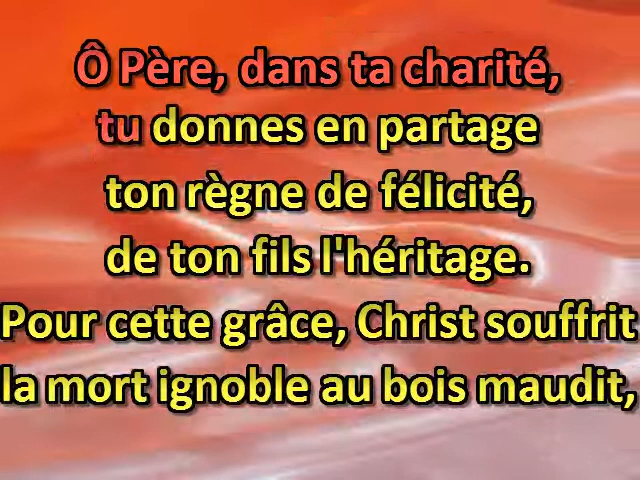 Ô Père, dans ta charité,
tu donnes en partage
ton règne de félicité,
de ton fils l'héritage.
Pour cette grâce, Christ souffrit
la mort ignoble au bois maudit,